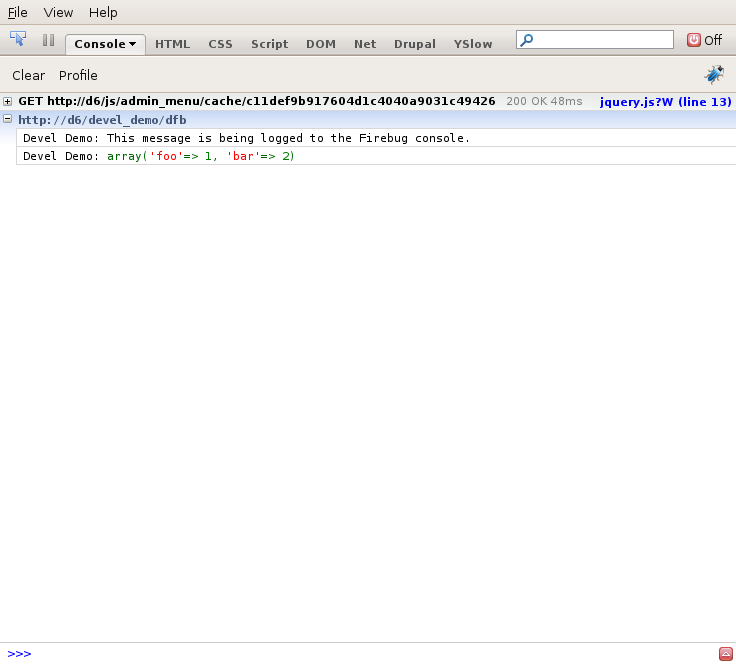 File View Help
Console HTML CSS Script DOM Net Drupal YSlow Off
Clear Profile
GET http://d6/js/admin_menu/cache/c11def9b917604d1c4040a9031c49426 200 OK 48ms jquery.js?W (line 13)
http://d6/devel_demo/dfb
Devel Demo: This message is being logged to the Firebug console.
Devel Demo: array('foo'=> 1, 'bar'=> 2)
>>>